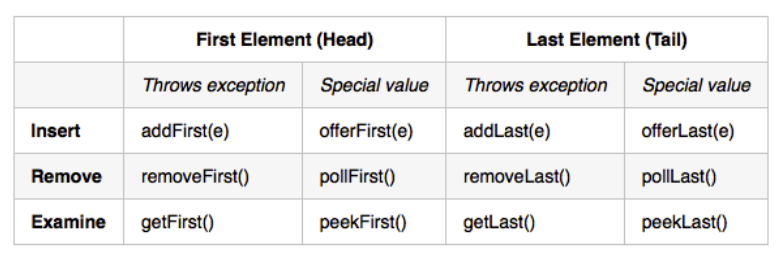 First Element (Head) Last Element (Tail)
Throws exception Special value Throws exception Special value
Insert addFirst(e) offerFirst(e) addLast(e) offerLast(e)
Remove removeFirst() pollFirst() removeLast() pollLast()
Examine getFirst() peekFirst() getLast() peekLast()